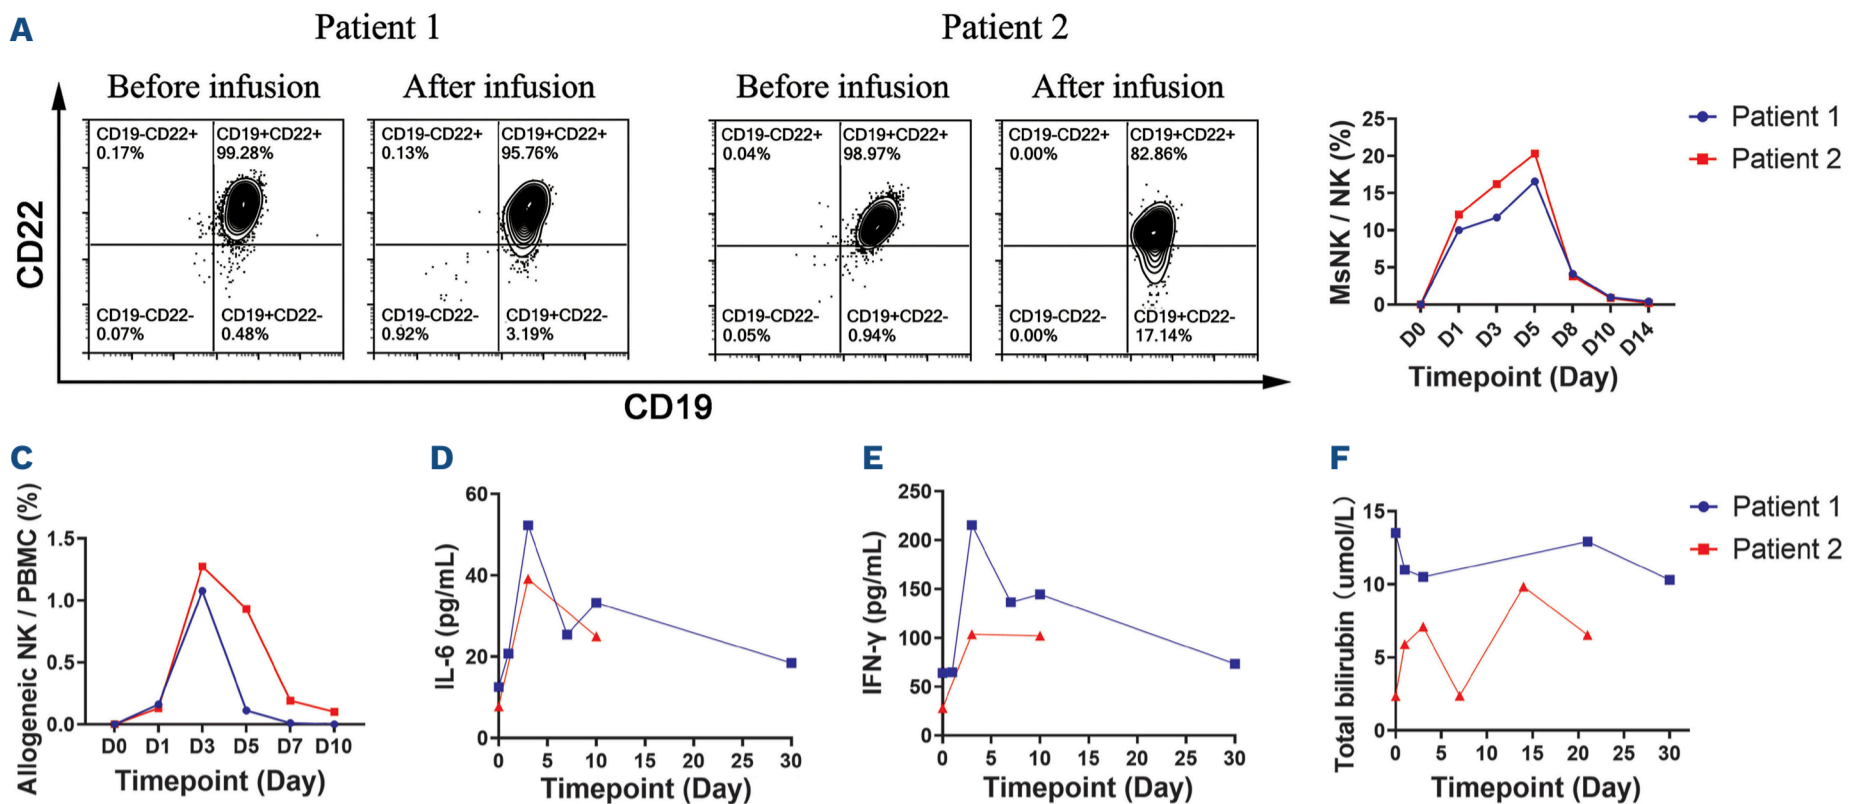 A
Patient 1
Patient 2
Before infusion
After infusion
Before infusion
After infusion
CD22
CD19-CD22+
0.17%
CD19+CD22+
99.28%
CD19-CD22-
0.07%
CD19+CD22-
0.48%
CD19-CD22+
0.13%
CD19+CD22+
95.76%
CD19-CD22-
0.92%
CD19+CD22-
3.19%
CD19-CD22+
0.04%
CD19+CD22+
98.97%
CD19-CD22-
0.05%
CD19+CD22-
0.94%
CD19-CD22+
0.00%
CD19+CD22+
82.86%
CD19-CD22-
0.00%
CD19+CD22-
17.14%
CD19
MsNK / NK (%)
25
20
15
10
5
0
D0 D1 D3 D5 D8 D10 D14
Timepoint (Day)
Patient 1
Patient 2
C
Allogeneic NK / PBMC (%)
1.5
1.0
0.5
0.0
D0 D1 D3 D5 D7 D10
Timepoint (Day)
D
IL-6 (pg/mL)
60
40
20
0
0 5 10 15 20 25 30
Timepoint (Day)
E
IFN-γ (pg/mL)
250
200
150
100
50
0
0 5 10 15 20 25 30
Timepoint (Day)
F
Total bilirubin（umol/L）
15
10
5
0
0 5 10 15 20 25 30
Timepoint (Day)
Patient 1
Patient 2